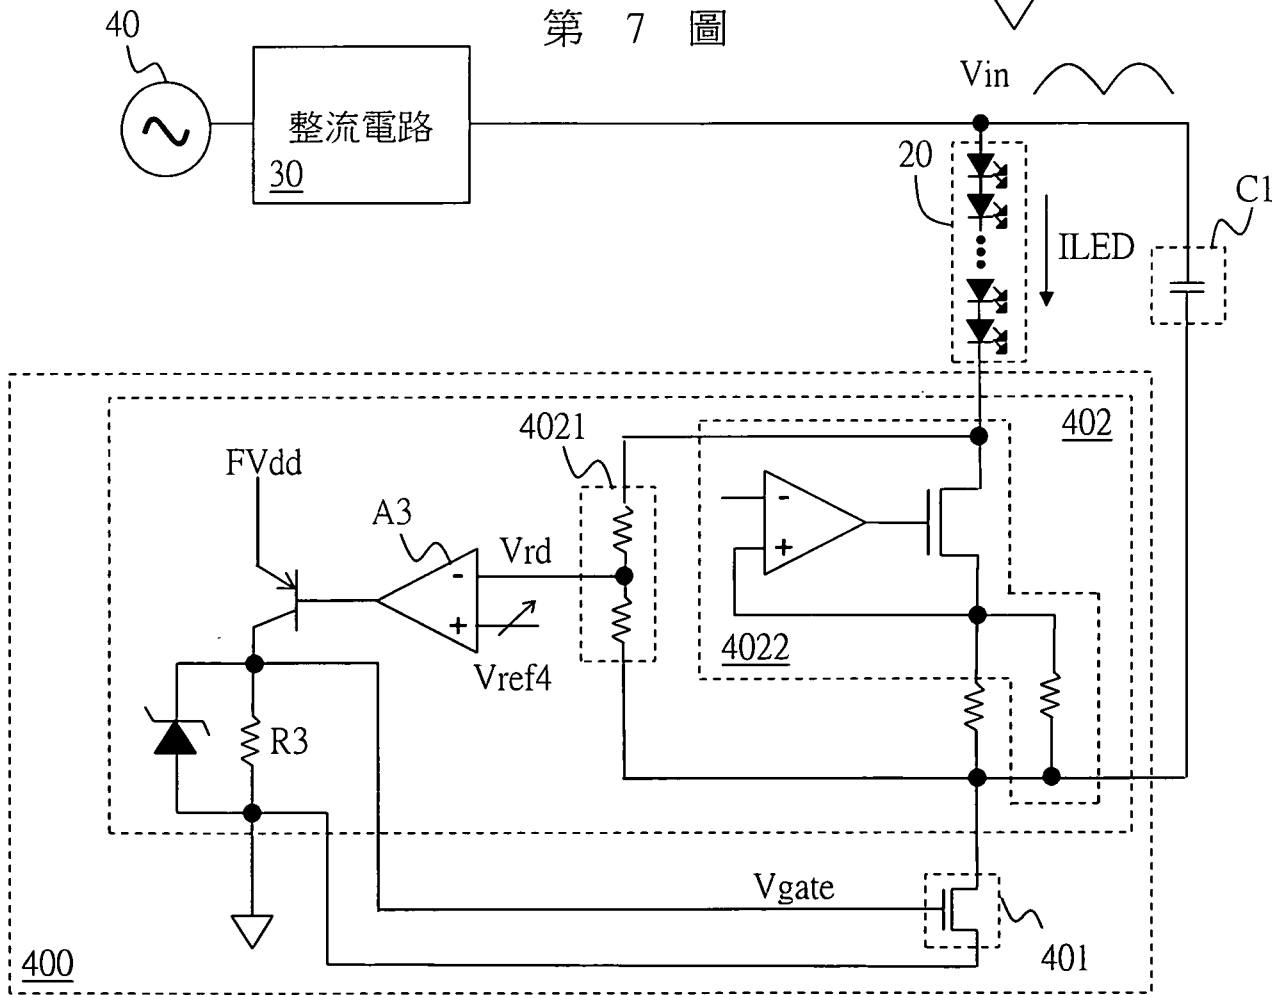 第 7 圖
40
整流電路
30
Vin
20
ILED
C1
402
4021
FVdd
A3
Vrd
-
+
Vref4
-
+
4022
R3
Vgate
401
400